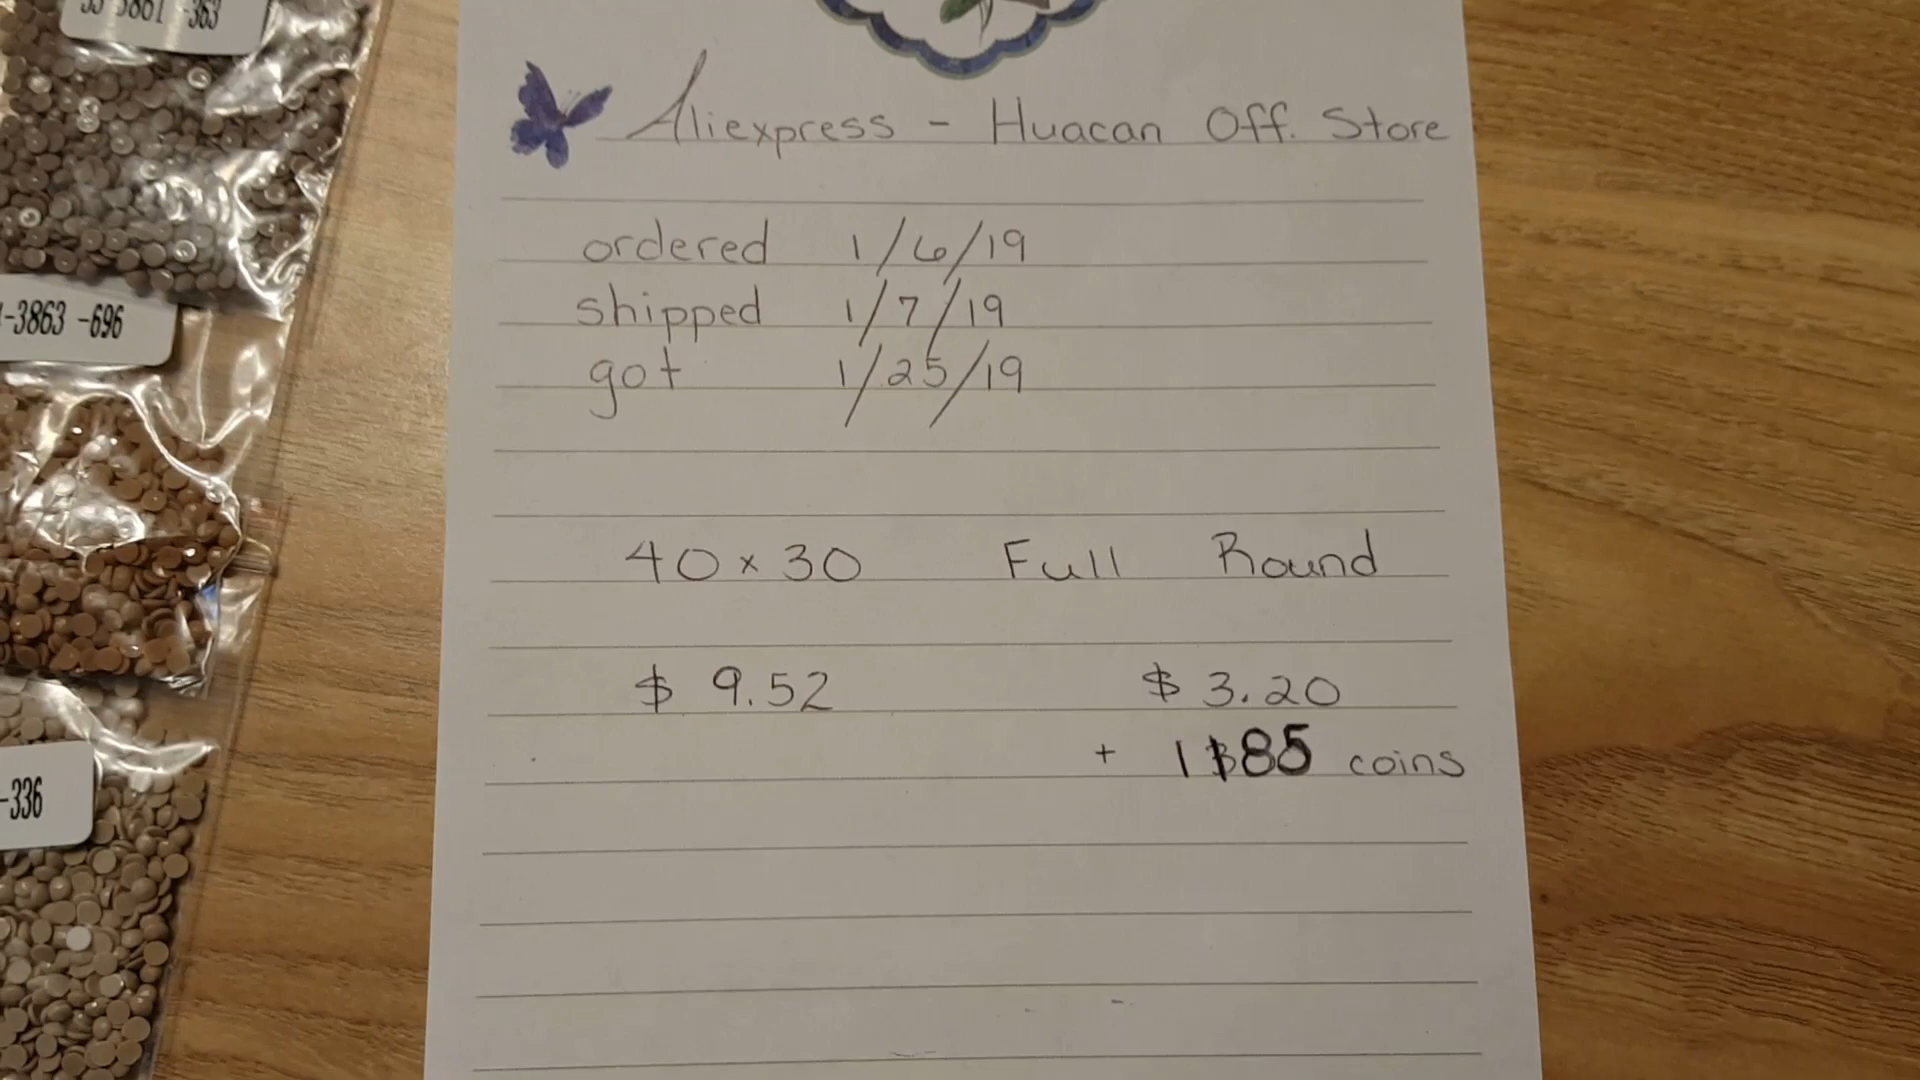 -363
-3863 -696
-336
Aliexpress - Huacan Off. Store
ordered 1/6/19
shipped 1/7/19
got 1/25/19
40 x 30 Full Round
$ 9.52 $ 3.20
+ coins